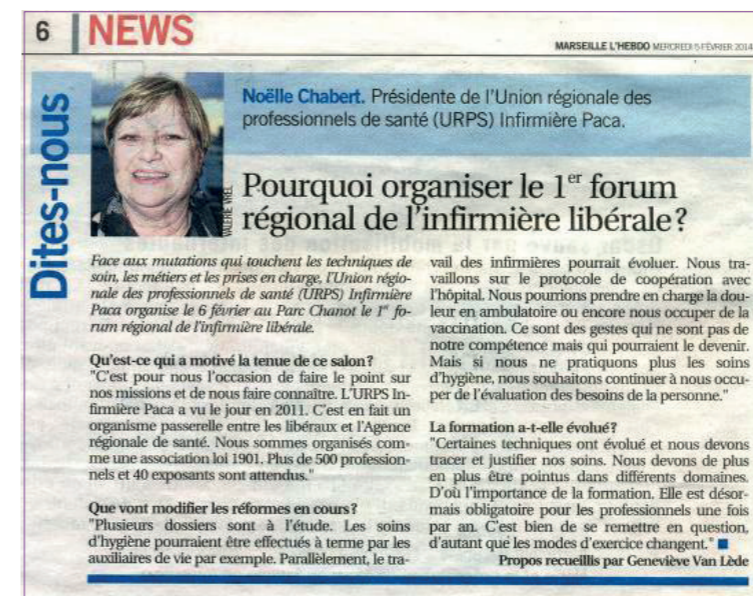 6 NEWS
MARSEILLE L'HEBDO MERCREDI 5 FÉVRIER 2014
Dites-nous
Noëlle Chabert. Présidente de l'Union régionale des
professionnels de santé (URPS) Infirmière Paca.
VALÉRIE VREL
Pourquoi organiser le 1er forum
régional de l'infirmière libérale?
Face aux mutations qui touchent les techniques de
soin, les métiers et les prises en charge, l'Union régio-
nale des professionnels de santé (URPS) Infirmière
Paca organise le 6 février au Parc Chanot le 1er fo-
rum régional de l'infirmière libérale.
Qu'est-ce qui a motivé la tenue de ce salon?
"C'est pour nous l'occasion de faire le point sur
nos missions et de nous faire connaître. L'URPS In-
firmière Paca a vu le jour en 2011. C'est en fait un
organisme passerelle entre les libéraux et l'Agence
régionale de santé. Nous sommes organisés com-
me une association loi 1901. Plus de 500 profession-
nels et 40 exposants sont attendus."
Que vont modifier les réformes en cours?
"Plusieurs dossiers sont à l'étude. Les soins
d'hygiène pourraient être effectués à terme par les
auxiliaires de vie par exemple. Parallèlement, le tra-
vail des infirmières pourrait évoluer. Nous tra-
vaillons sur le protocole de coopération avec
l'hôpital. Nous pourrions prendre en charge la dou-
leur en ambulatoire ou encore nous occuper de la
vaccination. Ce sont des gestes qui ne sont pas de
notre compétence mais qui pourraient le devenir.
Mais si nous ne pratiquons plus les soins
d'hygiène, nous souhaitons continuer à nous occu-
per de l'évaluation des besoins de la personne."
La formation a-t-elle évolué?
"Certaines techniques ont évolué et nous devons
tracer et justifier nos soins. Nous devons de plus
en plus être pointus dans différents domaines.
D'où l'importance de la formation. Elle est désor-
mais obligatoire pour les professionnels une fois
par an. C'est bien de se remettre en question,
d'autant que les modes d'exercice changent."
Propos recueillis par Geneviève Van Lède